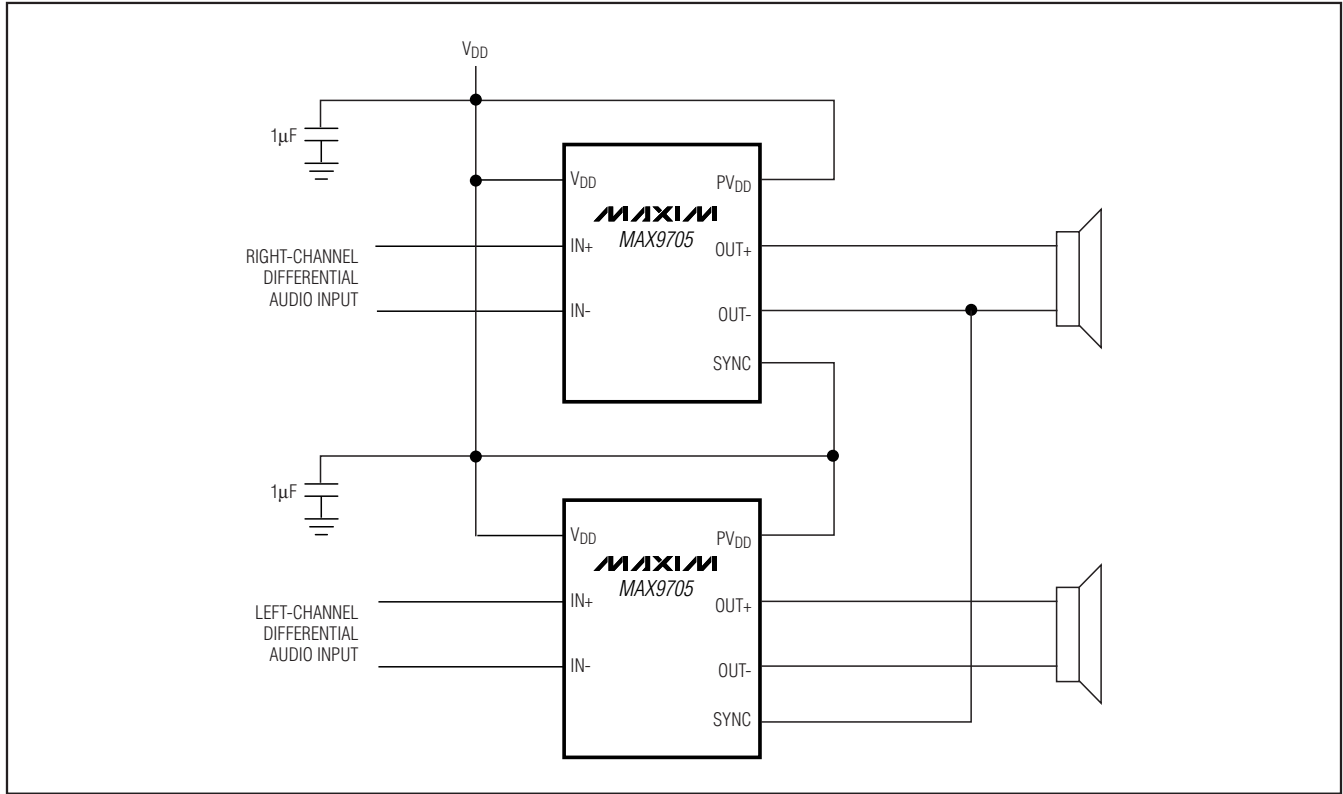 VDD
1µF
VDD
PVDD
MAXIM
MAX9705
IN+
OUT+
RIGHT-CHANNEL
DIFFERENTIAL
AUDIO INPUT
IN-
OUT-
SYNC
1µF
VDD
PVDD
MAXIM
MAX9705
IN+
OUT+
LEFT-CHANNEL
DIFFERENTIAL
AUDIO INPUT
IN-
OUT-
SYNC